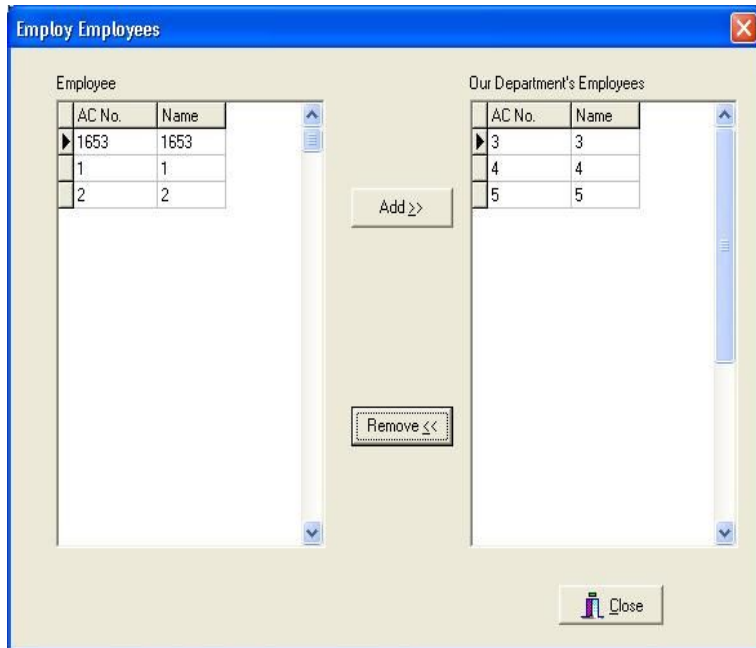 Employ Employees
Employee
AC No. Name
1653 1653
1 1
2 2
Add >>
Remove <<
Our Department's Employees
AC No. Name
3 3
4 4
5 5
Close